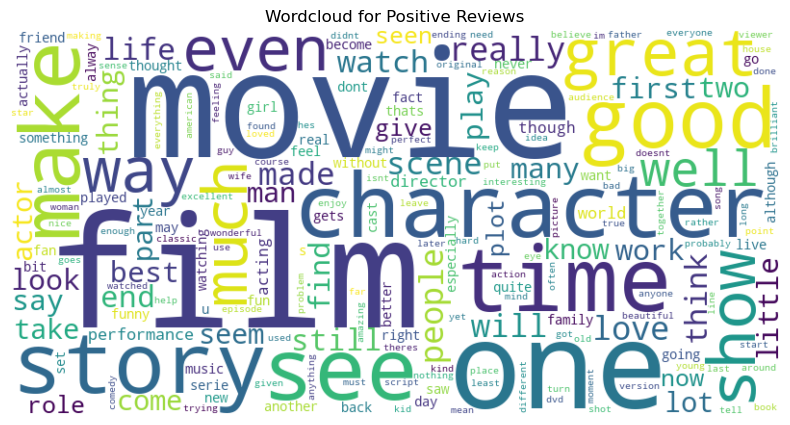 Wordcloud for Positive Reviews
friend
life
even
seen
really
ending
need
im
father
everyone
viewer
making
didnt
believe
become
never
original
reason
house
done
actually
alway
sense
thought
watch
great
go
truly
said
dont
star
thing
movie
play
first
two
something
make
everything
american
feeling
girl
fact
thats
though
audience
idea
good
brilliant
found
loved
hes
real
feel
give
perfect
might
keep
guy
without
scene
put
doesnt
big
well
actor
almost
way
course
made
isnt
many
want
bad
played
wife
man
director
interesting
woman
excellent
enjoy
leave
character
world
true
song
together
rather
long
although
nice
year
wonderful
gets
cast
plot
picture
point
fan
enough
part
may
classic
use
s
later
hard
know
work
probably
live
bit
goes
watched
much
acting
find
especially
eye
time
look
best
film
far
action
often
anyone
think
little
say
end
help
u
watching
fun
problem
better
people
quite
mind
beautiful
show
line
funny
episode
amazing
yet
will
family
take
performance
seem
used
still
right
theres
got
old
love
going
start
story
see
kind
one
young
last
around
set
music
nothing
place
now
serie
given
anything
must
script
saw
least
different
turn
moment
version
role
come
new
comedy
trying
another
back
kid
day
mean
shot
dvd
lot
tell
book